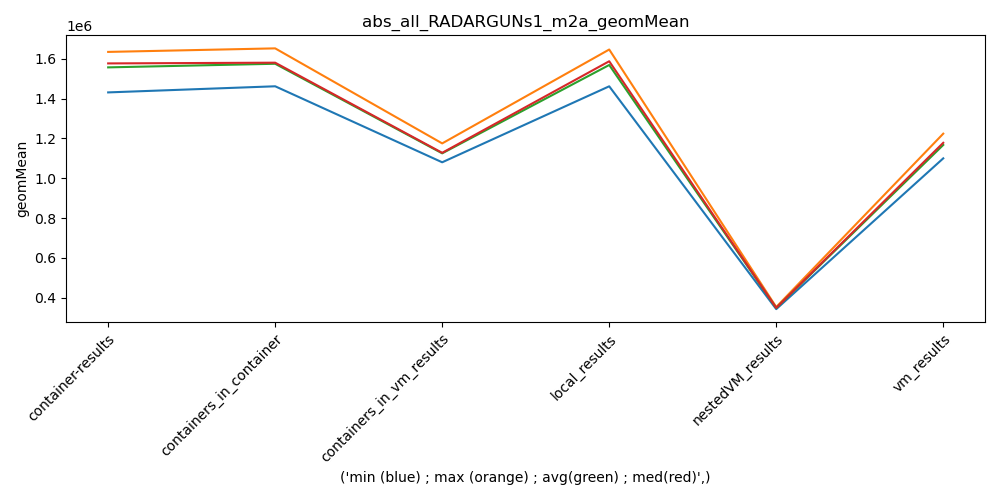 abs_all_RADARGUNs1_m2a_geomMean
1e6
1.6
1.4
1.2
1.0
0.8
0.6
0.4
geomMean
container-results
containers_in_container
containers_in_vm_results
local_results
nestedVM_results
vm_results
('min (blue) ; max (orange) ; avg(green) ; med(red)',)